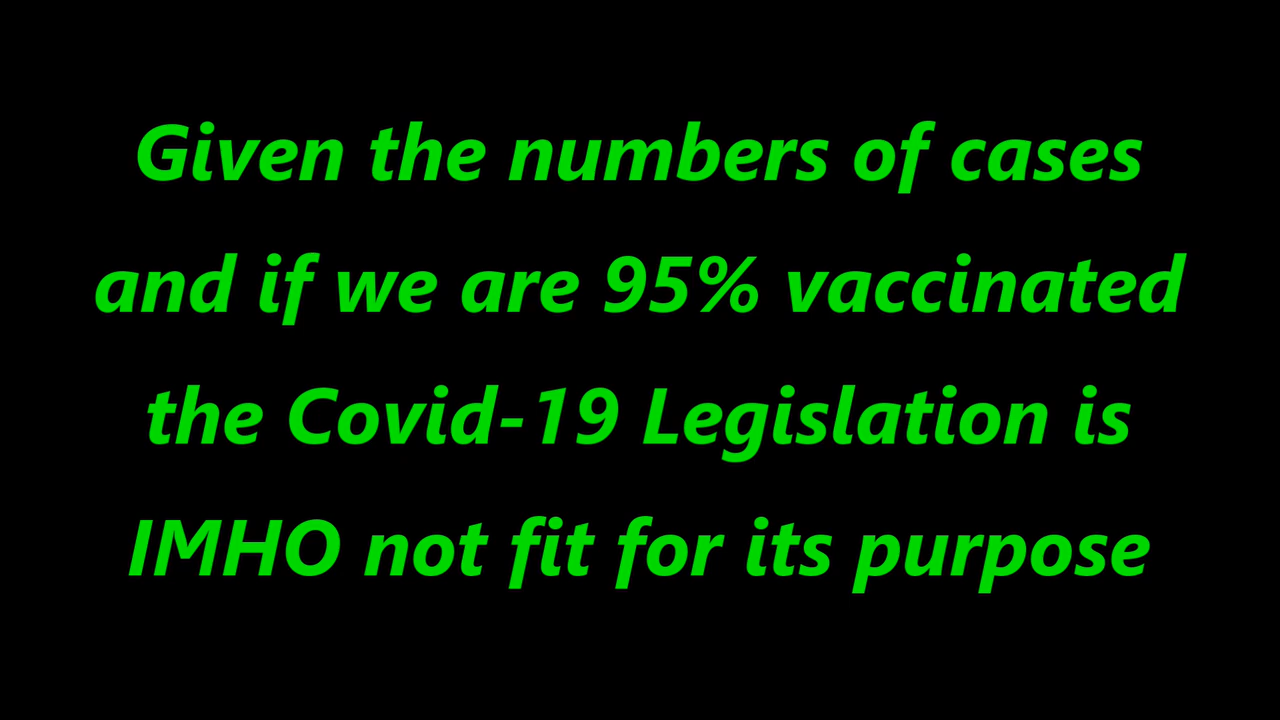 Given the numbers of cases
and if we are 95% vaccinated
the Covid-19 Legislation is
IMHO not fit for its purpose